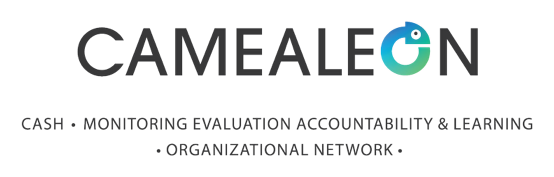 CAMEALEON
CASH • MONITORING EVALUATION ACCOUNTABILITY & LEARNING
• ORGANIZATIONAL NETWORK •